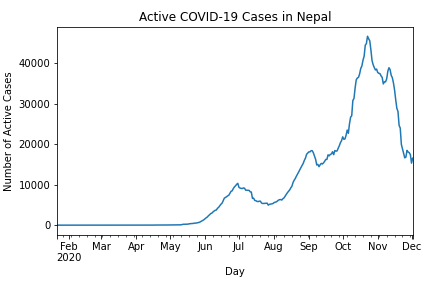 Active COVID-19 Cases in Nepal
Number of Active Cases
40000
30000
20000
10000
0
Feb Mar Apr May Jun Jul Aug Sep Oct Nov Dec
2020
Day